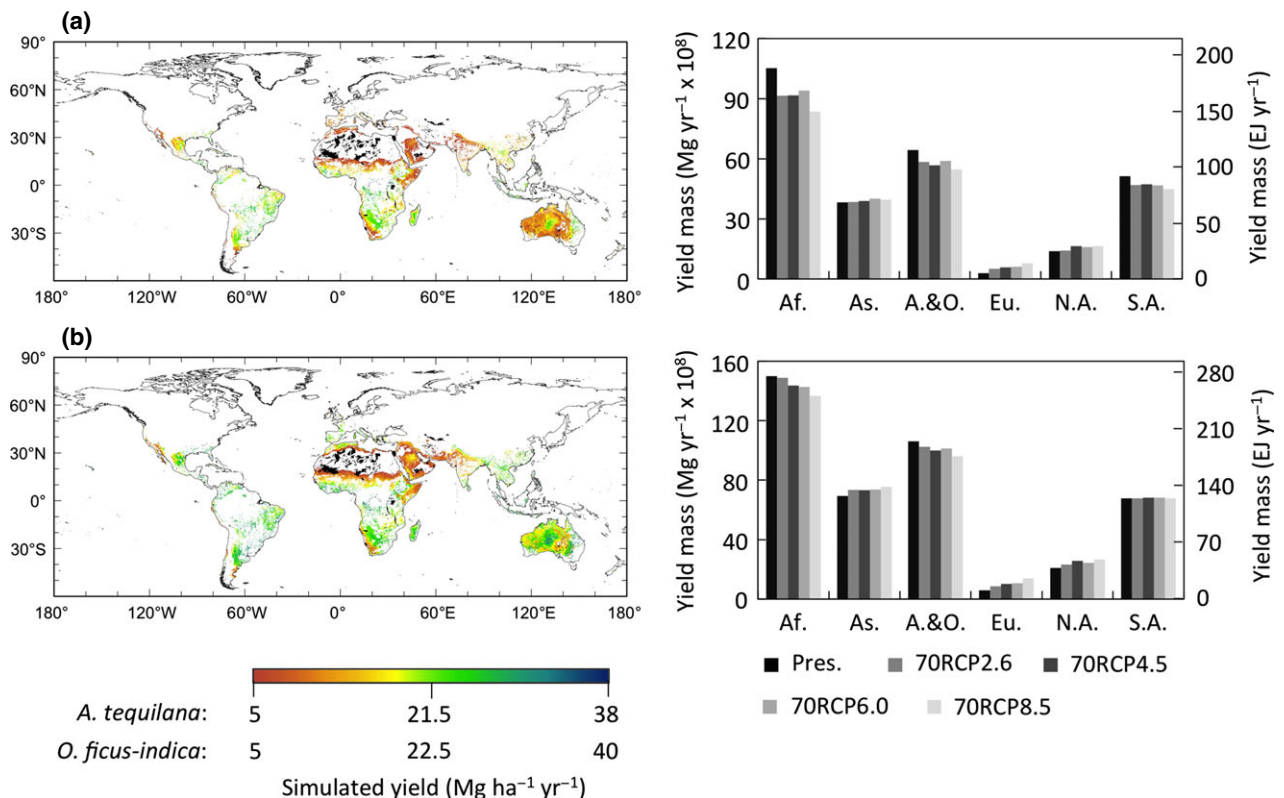 (a)
90°
60°N
30°N
0°
30°S
180° 120°W 60°W 0° 60°E 120°E 180°
Yield mass (Mg yr⁻¹ x 10⁸)
120
90
60
30
0
Af. As. A.&O. Eu. N.A. S.A.
200
150
100
50
0
Yield mass (EJ yr⁻¹)
(b)
90°
60°N
30°N
0°
30°S
180° 120°W 60°W 0° 60°E 120°E 180°
Yield mass (Mg yr⁻¹ x 10⁸)
160
120
80
40
0
Af. As. A.&O. Eu. N.A. S.A.
280
210
140
70
0
Yield (EJ yr⁻¹)
Pres. 70RCP2.6 70RCP4.5
70RCP6.0 70RCP8.5
A. tequilana: 5 21.5 38
O. ficus-indica: 5 22.5 40
Simulated yield (Mg ha⁻¹ yr⁻¹)